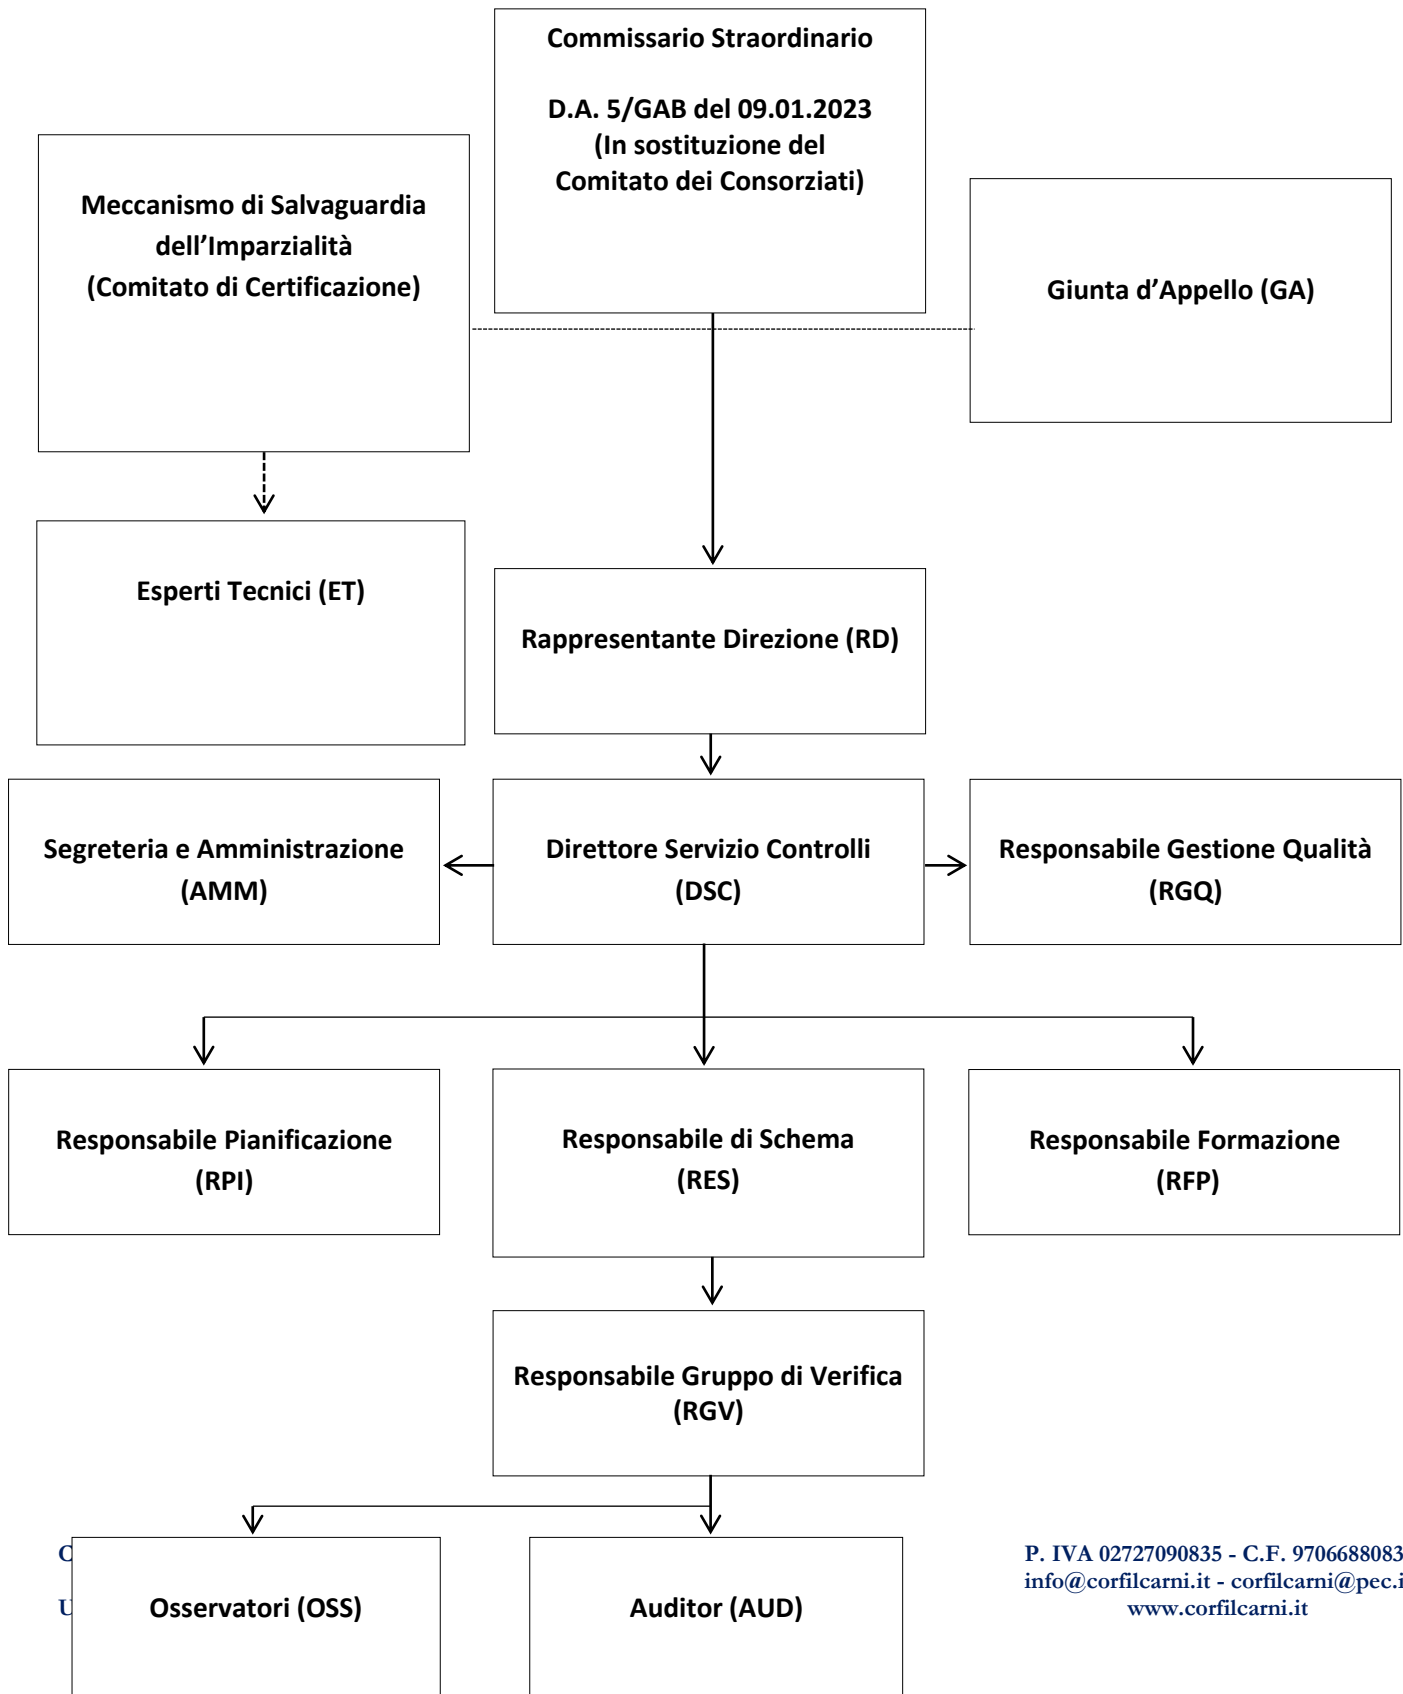 Commissario Straordinario
D.A. 5/GAB del 09.01.2023
(In sostituzione del
Comitato dei Consorziati)
Meccanismo di Salvaguardia
dell’Imparzialità
(Comitato di Certificazione)
Giunta d’Appello (GA)
Esperti Tecnici (ET)
Rappresentante Direzione (RD)
Segreteria e Amministrazione
(AMM)
Direttore Servizio Controlli
(DSC)
Responsabile Gestione Qualità
(RGQ)
Responsabile Pianificazione
(RPI)
Responsabile di Schema
(RES)
Responsabile Formazione
(RFP)
Responsabile Gruppo di Verifica
(RGV)
C
U
Osservatori (OSS)
Auditor (AUD)
P. IVA 02727090835 - C.F. 9706688083
info@corfilcarni.it - corfilcarni@pec.i
www.corfilcarni.it